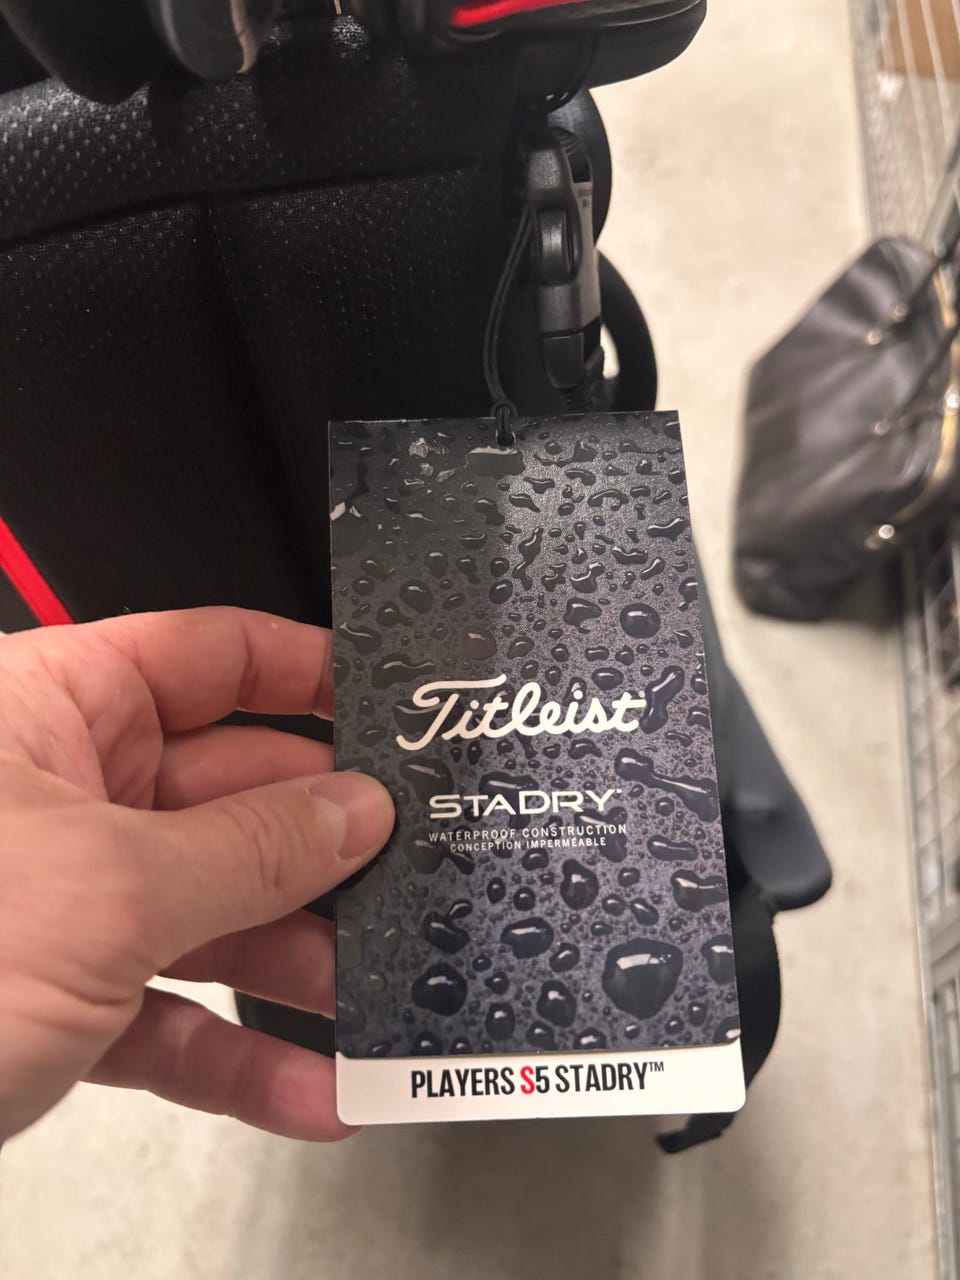 Titleist®
STADRY™
WATERPROOF CONSTRUCTION
CONCEPTION IMPERMÉABLE
PLAYERS S5 STADRY™